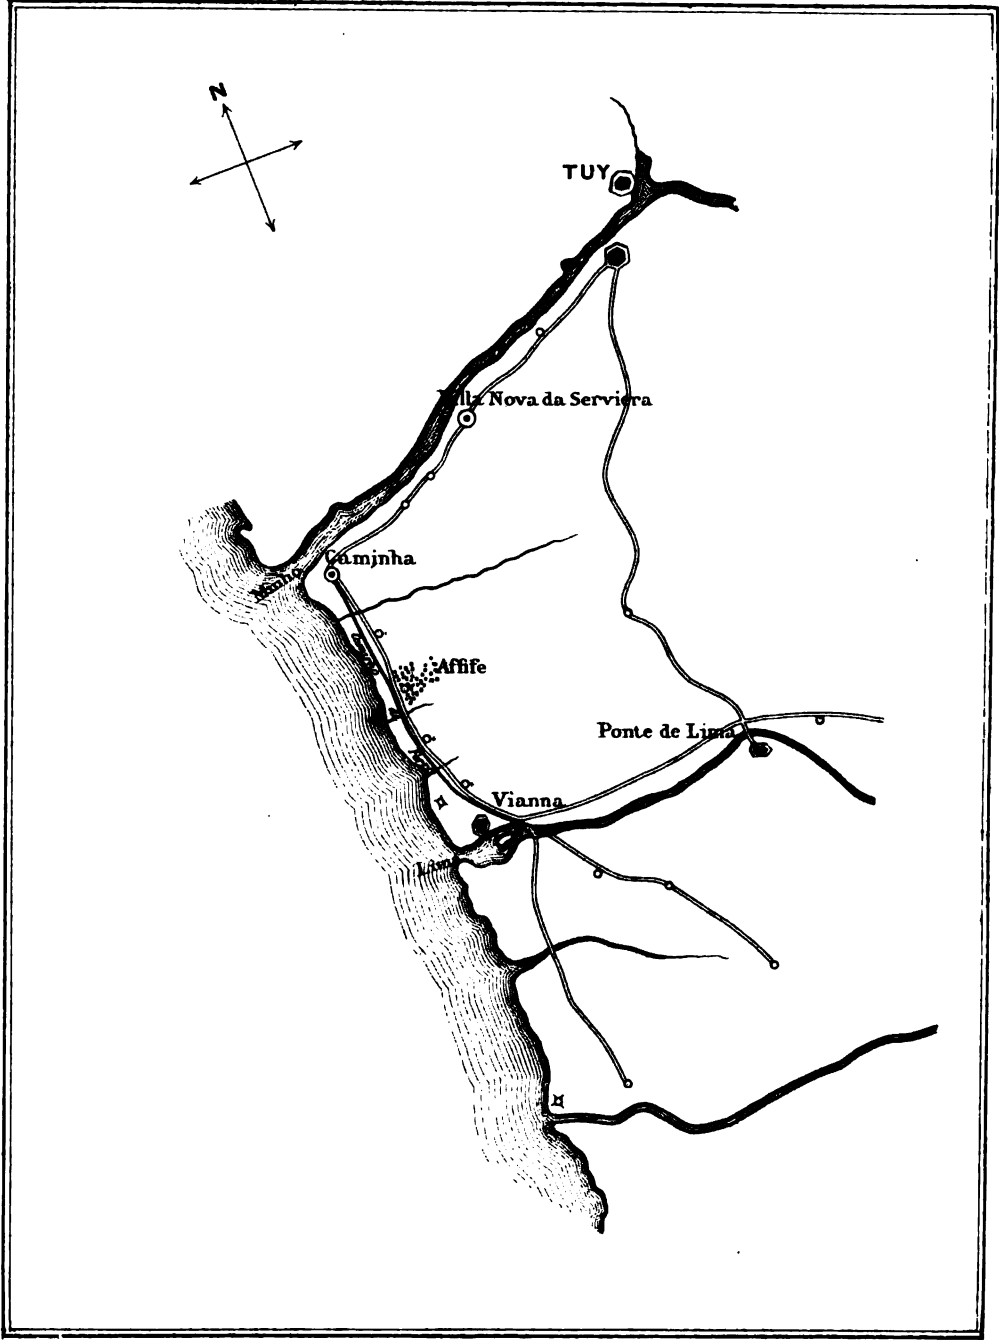 N
TUY
Villa Nova da Serviera
Caminha
Minho
Affife
Ponte de Lima
Vianna
Lima